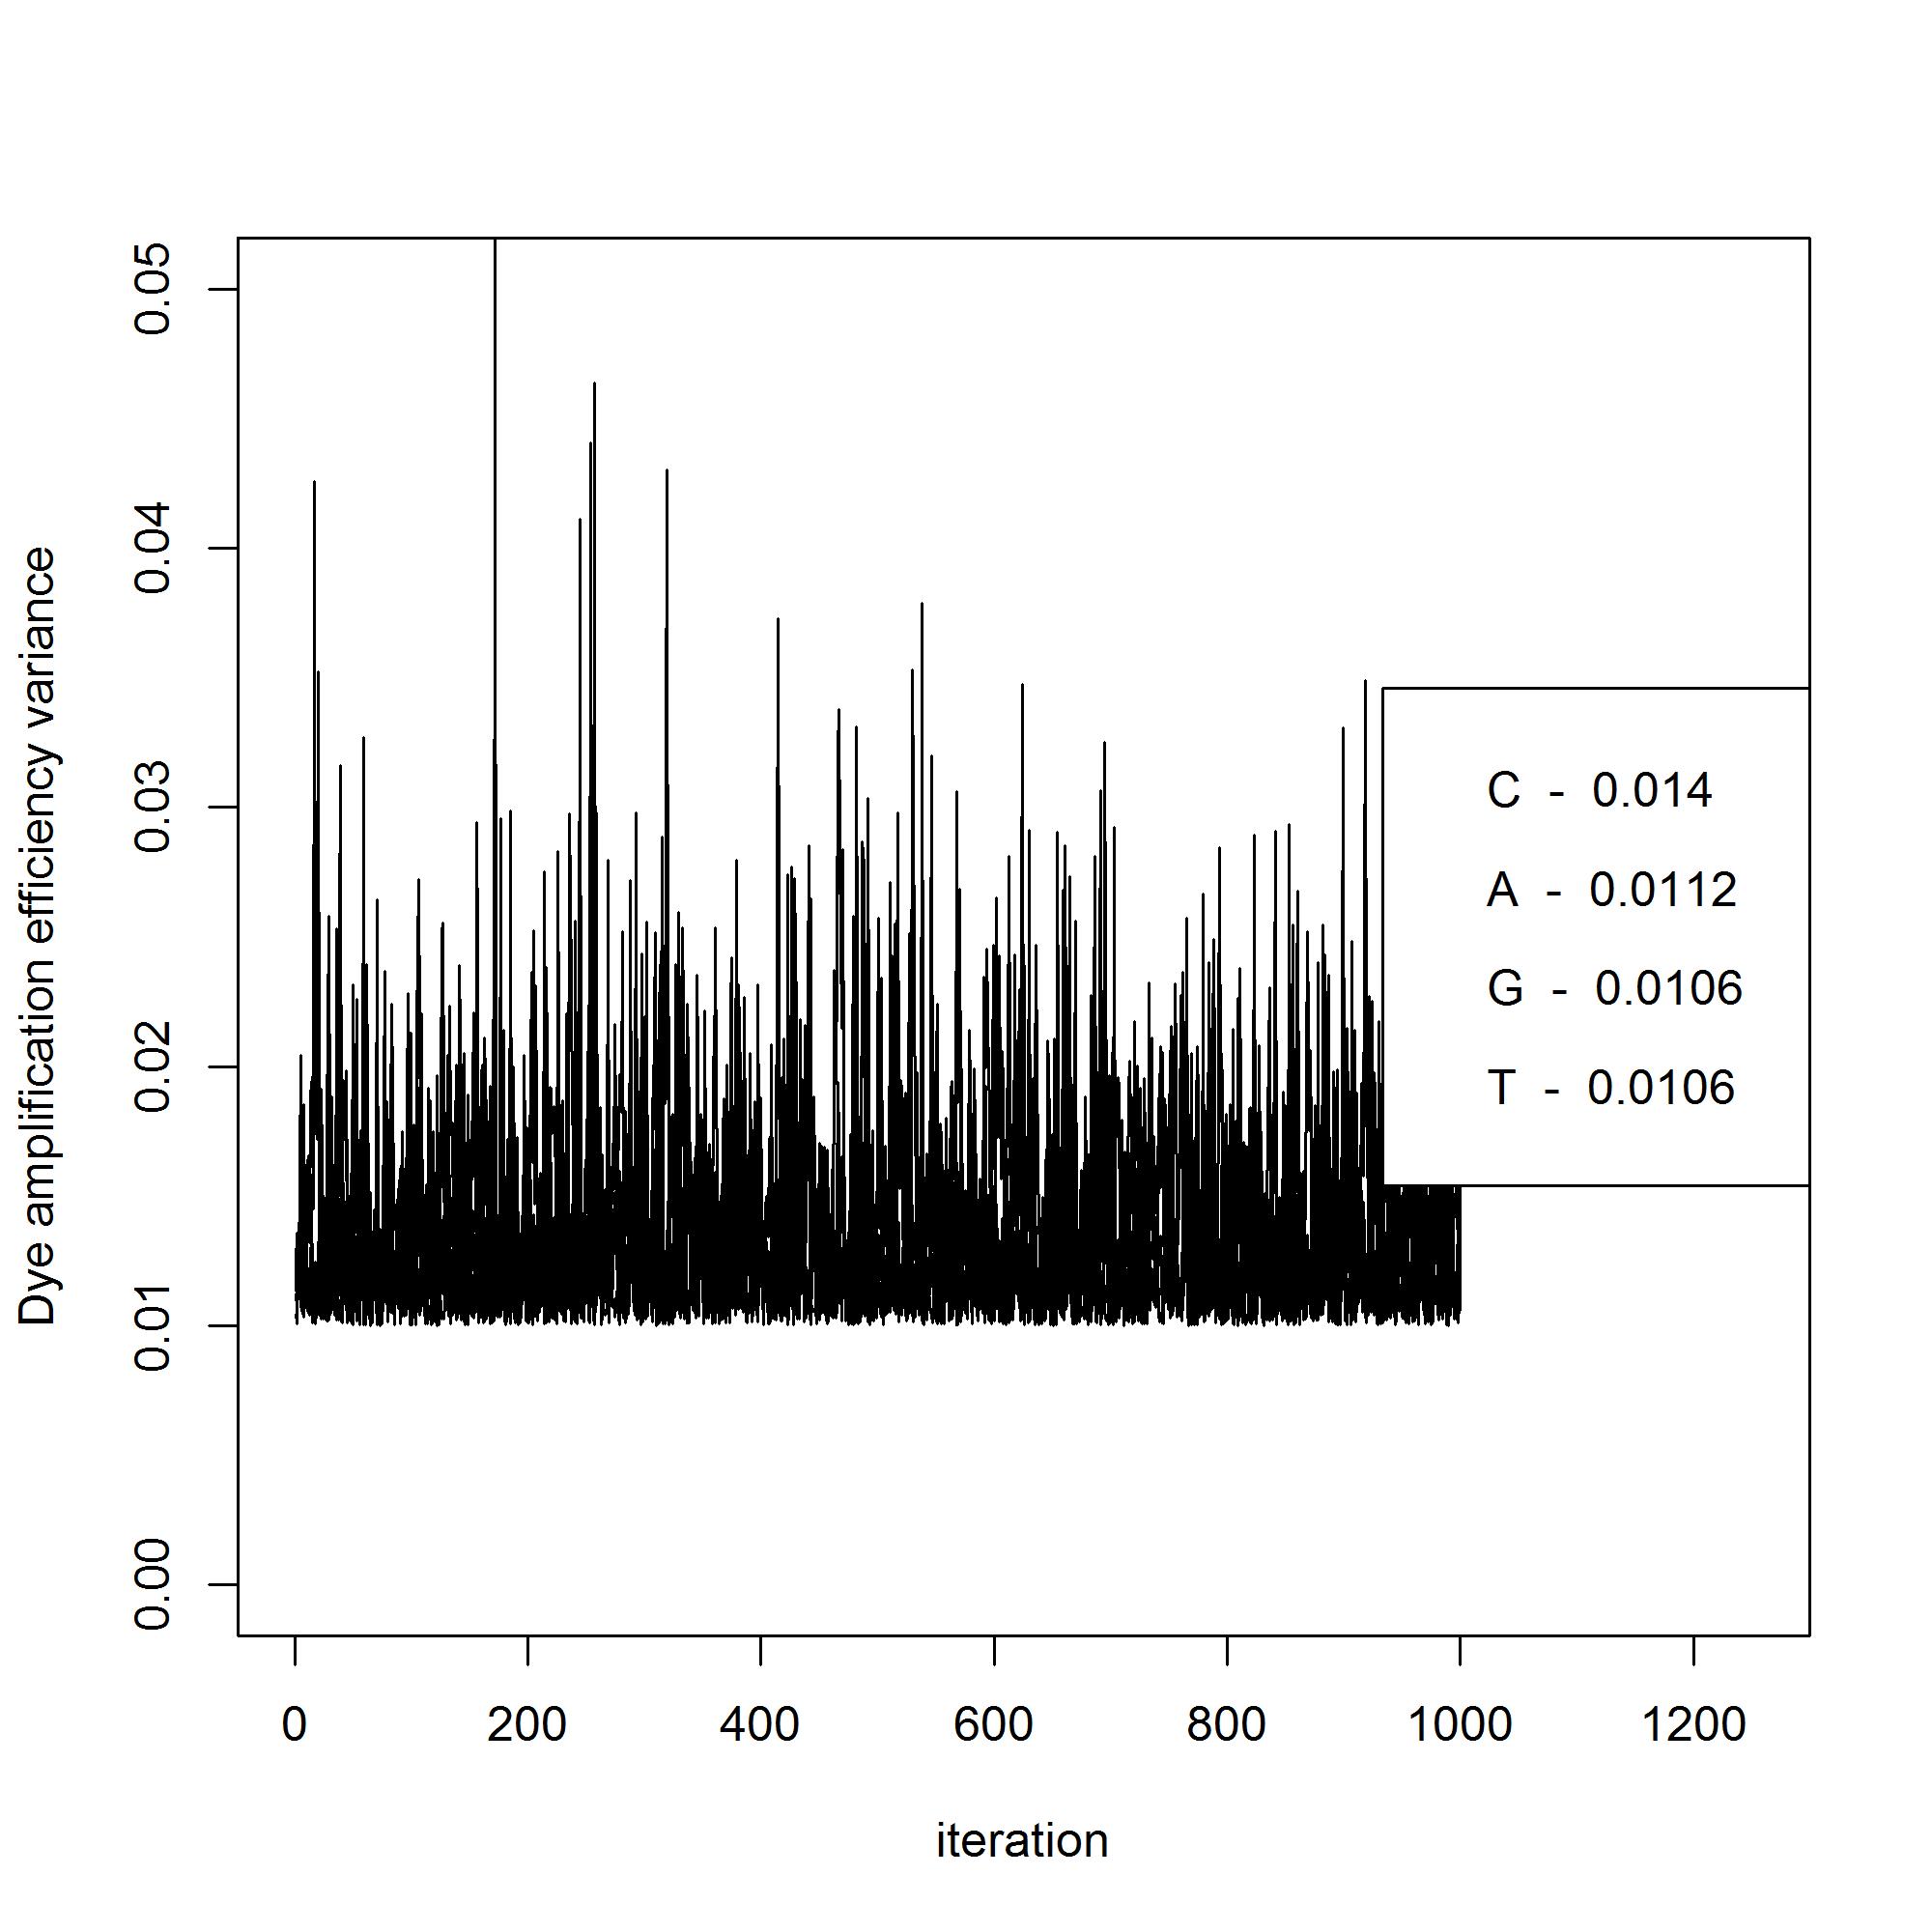 Dye amplification efficiency variance
0.05
0.04
0.03
0.02
0.01
0.00
C - 0.014
A - 0.0112
G - 0.0106
T - 0.0106
0 200 400 600 800 1000 1200
iteration